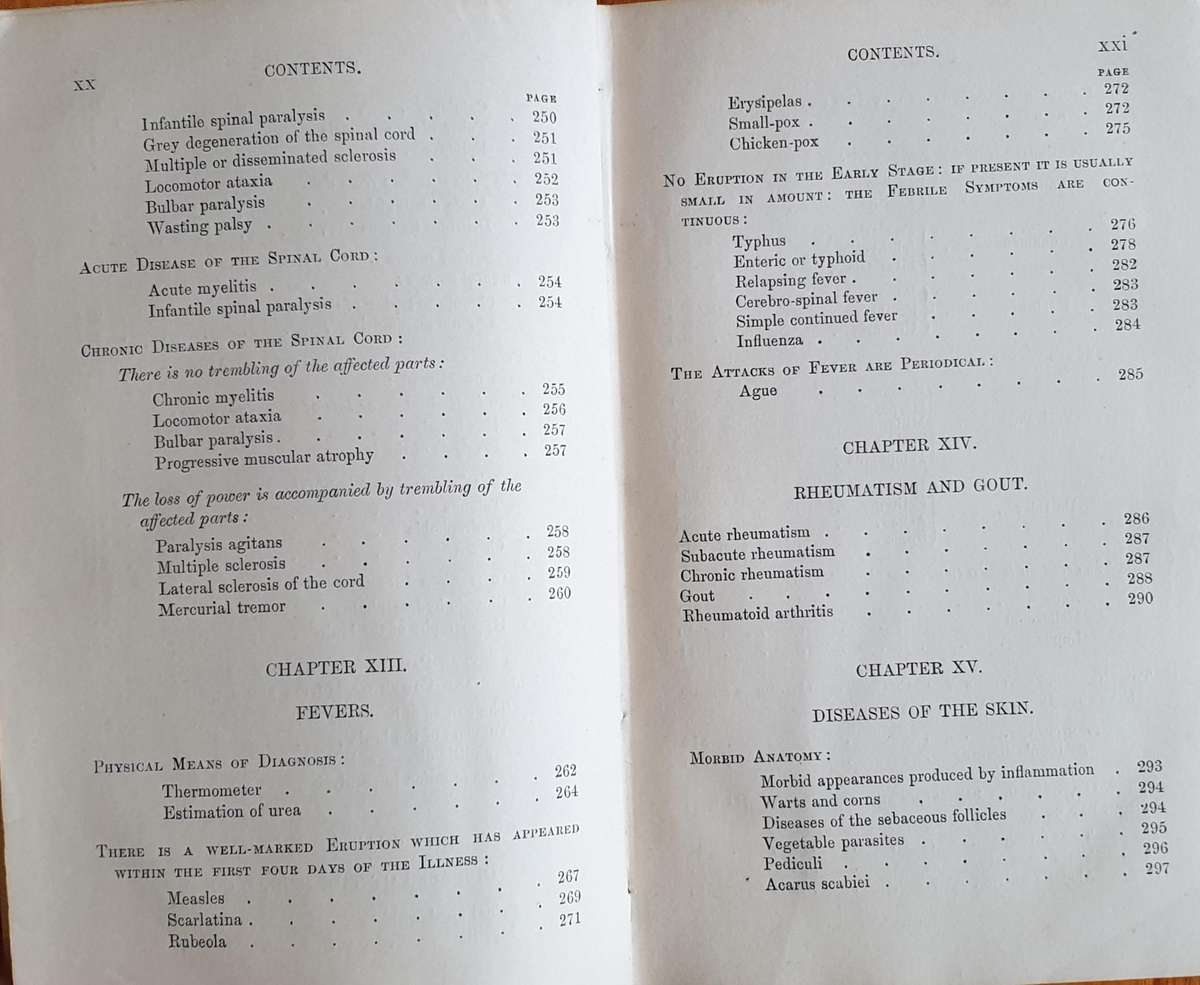 XX
CONTENTS.
PAGE
Infantile spinal paralysis . . . . . 250
Grey degeneration of the spinal cord . . . 251
Multiple or disseminated sclerosis . . . 251
Locomotor ataxia . . . . . . 252
Bulbar paralysis . . . . . . 253
Wasting palsy . . . . . . . 253
ACUTE DISEASE OF THE SPINAL CORD:
Acute myelitis . . . . . . . 254
Infantile spinal paralysis . . . . . 254
CHRONIC DISEASES OF THE SPINAL CORD:
There is no trembling of the affected parts:
Chronic myelitis . . . . . . 255
Locomotor ataxia . . . . . . 256
Bulbar paralysis . . . . . . . 257
Progressive muscular atrophy . . . . 257
The loss of power is accompanied by trembling of the
affected parts:
Paralysis agitans . . . . . . 258
Multiple sclerosis . . . . . . 258
Lateral sclerosis of the cord . . . . 259
Mercurial tremor . . . . . . 260
CHAPTER XIII.
FEVERS.
PHYSICAL MEANS OF DIAGNOSIS:
Thermometer . . . . . . . 262
Estimation of urea . . . . . . 264
THERE IS A WELL-MARKED ERUPTION WHICH HAS APPEARED
WITHIN THE FIRST FOUR DAYS OF THE ILLNESS:
Measles . . . . . . . . 267
Scarlatina . . . . . . . . 269
Rubeola . . . . . . . . 271
CONTENTS.
xxi
PAGE
Erysipelas . . . . . . . . 272
Small-pox . . . . . . . . 272
Chicken-pox . . . . . . . 275
NO ERUPTION IN THE EARLY STAGE: IF PRESENT IT IS USUALLY
SMALL IN AMOUNT: THE FEBRILE SYMPTOMS ARE CON-
TINUOUS:
Typhus . . . . . . . . 276
Enteric or typhoid . . . . . . 278
Relapsing fever . . . . . . . 282
Cerebro-spinal fever . . . . . . 283
Simple continued fever . . . . . 283
Influenza . . . . . . . . 284
THE ATTACKS OF FEVER ARE PERIODICAL:
Ague . . . . . . . . 285
CHAPTER XIV.
RHEUMATISM AND GOUT.
Acute rheumatism . . . . . . . . 286
Subacute rheumatism . . . . . . . 287
Chronic rheumatism . . . . . . . 287
Gout . . . . . . . . . . 288
Rheumatoid arthritis . . . . . . . 290
CHAPTER XV.
DISEASES OF THE SKIN.
MORBID ANATOMY:
Morbid appearances produced by inflammation . 293
Warts and corns . . . . . . 294
Diseases of the sebaceous follicles . . . 294
Vegetable parasites . . . . . . 295
Pediculi . . . . . . . . 296
Acarus scabiei . . . . . . . 297